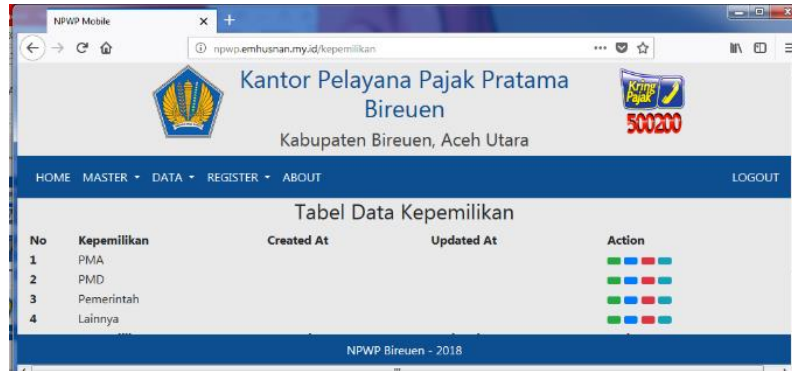 NPWP Mobile
npwp.emhusnan.my.id/kepemilikan
Kantor Pelayana Pajak Pratama
Bireuen
Kabupaten Bireuen, Aceh Utara
Kring
Pajak
500200
HOME MASTER DATA REGISTER ABOUT LOGOUT
Tabel Data Kepemilikan
No Kepemilikan Created At Updated At Action
1 PMA
2 PMD
3 Pemerintah
4 Lainnya
NPWP Bireuen - 2018